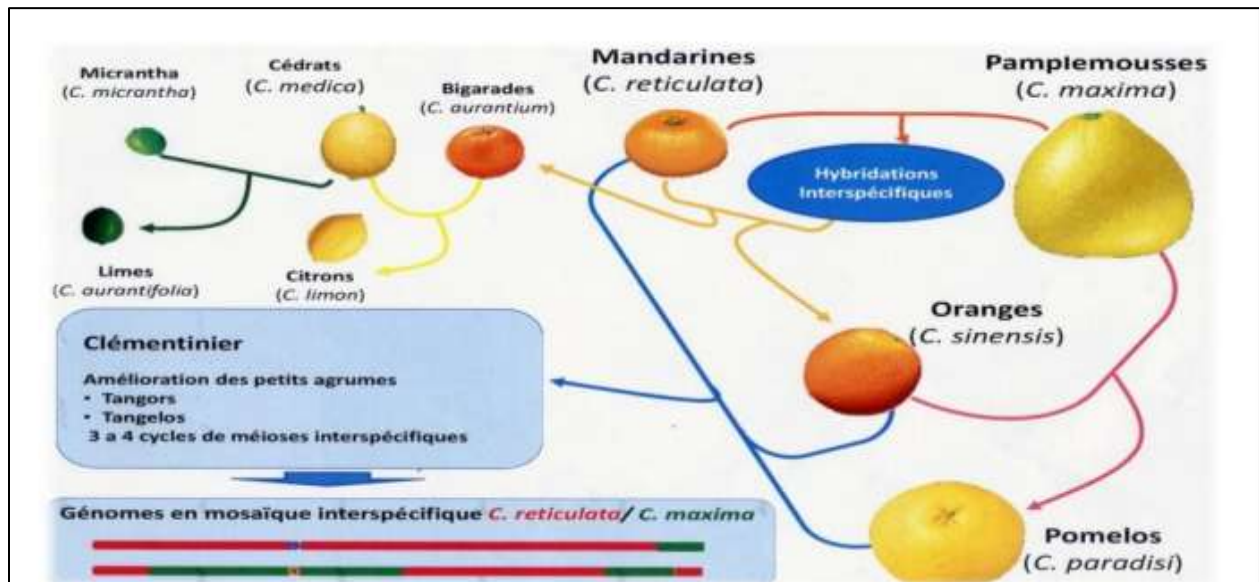 Micrantha
(C. micrantha)
Cédrats
(C. medica)
Bigarades
(C. aurantium)
Mandarines
(C. reticulata)
Pamplemousses
(C. maxima)
Hybridations
Interspécifiques
Limes
(C. aurantifolia)
Citrons
(C. limon)
Oranges
(C. sinensis)
Clémentinier
Amélioration des petits agrumes
• Tangors
• Tangelos
3 a 4 cycles de méioses interspécifiques
Génomes en mosaïque interspécifique C. reticulata/ C. maxima
Pomelos
(C. paradisi)